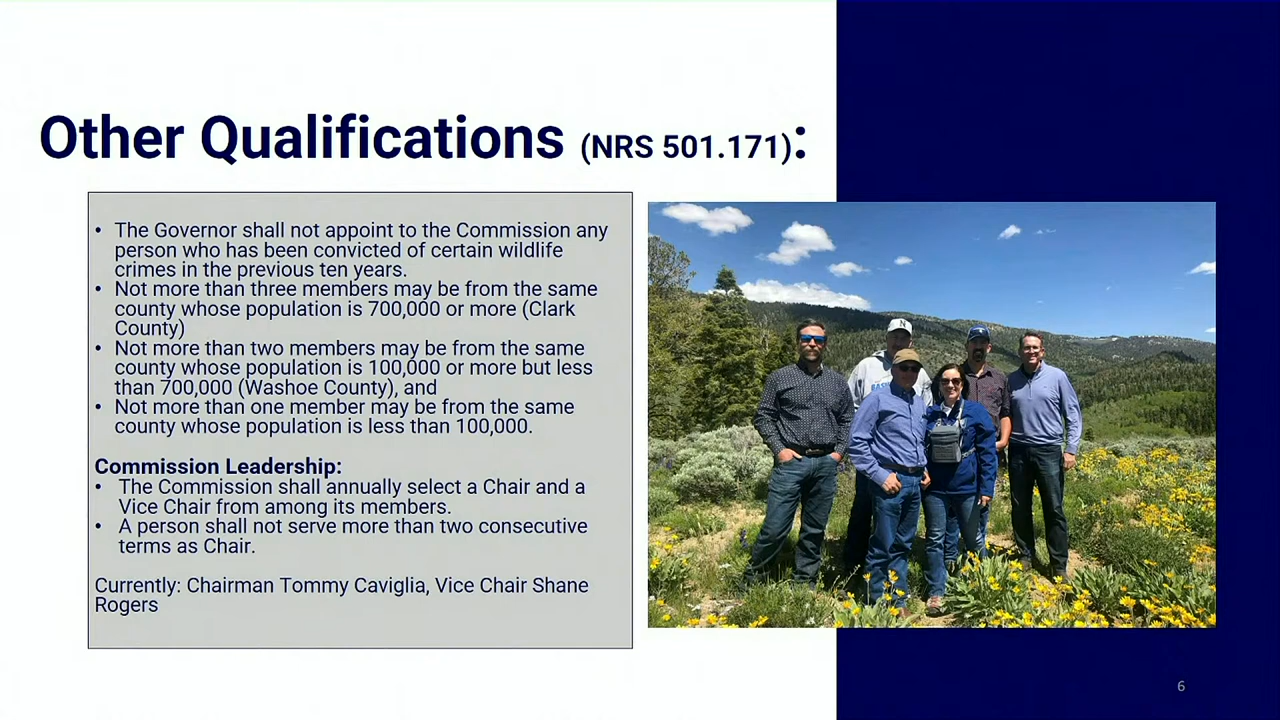 Other Qualifications (NRS 501.171):
• The Governor shall not appoint to the Commission any
person who has been convicted of certain wildlife
crimes in the previous ten years.
• Not more than three members may be from the same
county whose population is 700,000 or more (Clark
County)
• Not more than two members may be from the same
county whose population is 100,000 or more but less
than 700,000 (Washoe County), and
• Not more than one member may be from the same
county whose population is less than 100,000.
Commission Leadership:
• The Commission shall annually select a Chair and a
Vice Chair from among its members.
• A person shall not serve more than two consecutive
terms as Chair.
Currently: Chairman Tommy Caviglia, Vice Chair Shane
Rogers
N
6